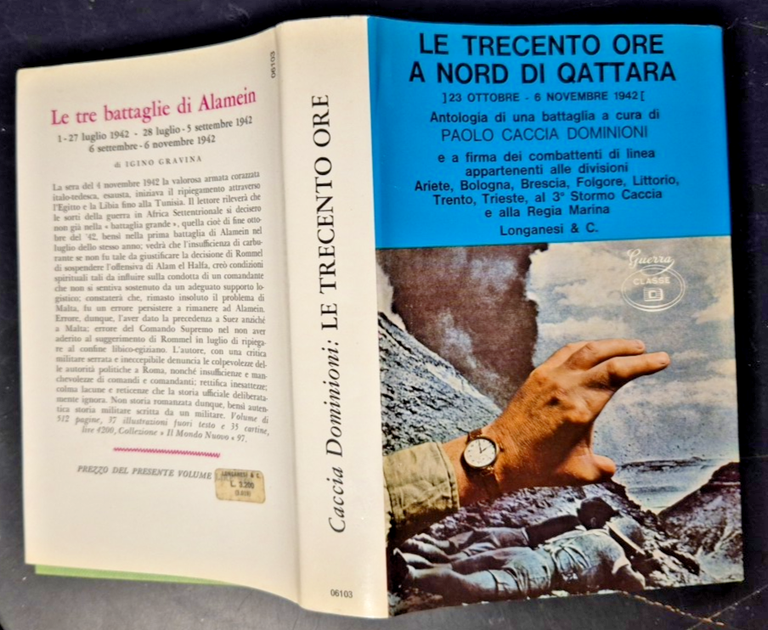 Le tre battaglie di Alamein
1-27 luglio 1942 - 28 luglio-5 settembre 1942
6 settembre-6 novembre 1942
di IGINO GRAVINA
La sera del 4 novembre 1942 la valorosa armata corazzata
italo-tedesca, esausta, iniziava il ripiegamento attraverso
l'Egitto e la Libia fino alla Tunisia. Il lettore rileverà che
le sorti della guerra in Africa Settentrionale si decisero
non già nella « battaglia grande », quella cioè di fine otto-
bre del '42, bensì nella prima battaglia di Alamein nel
luglio dello stesso anno; vedrà che l'insufficienza di carbu-
rante se non fu tale da giustificare la decisione di Rommel
di sospendere l'offensiva di Alam el Halfa, creò condizioni
spirituali tali da influire sulla condotta di un comandante
che non si sentiva sostenuto da un adeguato supporto lo-
gistico; constaterà che, rimasto insoluto il problema di
Malta, fu un errore persistere a rimanere ad Alamein.
Errore, dunque, l'aver dato la precedenza a Suez anziché
a Malta; errore del Comando Supremo nel non aver
aderito al suggerimento di Rommel in luglio di ripiega-
re al confine libico-egiziano. L'autore, con una critica
militare serrata e ineccepibile denuncia le colpevolezze del-
le autorità politiche a Roma, nonché insufficienze e man-
chevolezze di comandi e comandanti; rettifica inesattezze;
colma lacune e reticenze che la storia ufficiale deliberata-
mente ignora. Non storia romanzata dunque, bensì auten-
tica storia militare scritta da un militare. Volume di
512 pagine, 37 illustrazioni fuori testo e 35 cartine,
lire 4200, Collezione « Il Mondo Nuovo » 97.
PREZZO DEL PRESENTE VOLUME
LONGANESI & C.
06103
Caccia Dominioni: LE TRECENTO ORE
06103
LE TRECENTO ORE
A NORD DI QATTARA
]23 OTTOBRE - 6 NOVEMBRE 1942[
Antologia di una battaglia a cura di
PAOLO CACCIA DOMINIONI
e a firma dei combattenti di linea
appartenenti alle divisioni
Ariete, Bologna, Brescia, Folgore, Littorio,
Trento, Trieste, al 3° Stormo Caccia
e alla Regia Marina
Longanesi & C.
Guerra
CLASSE